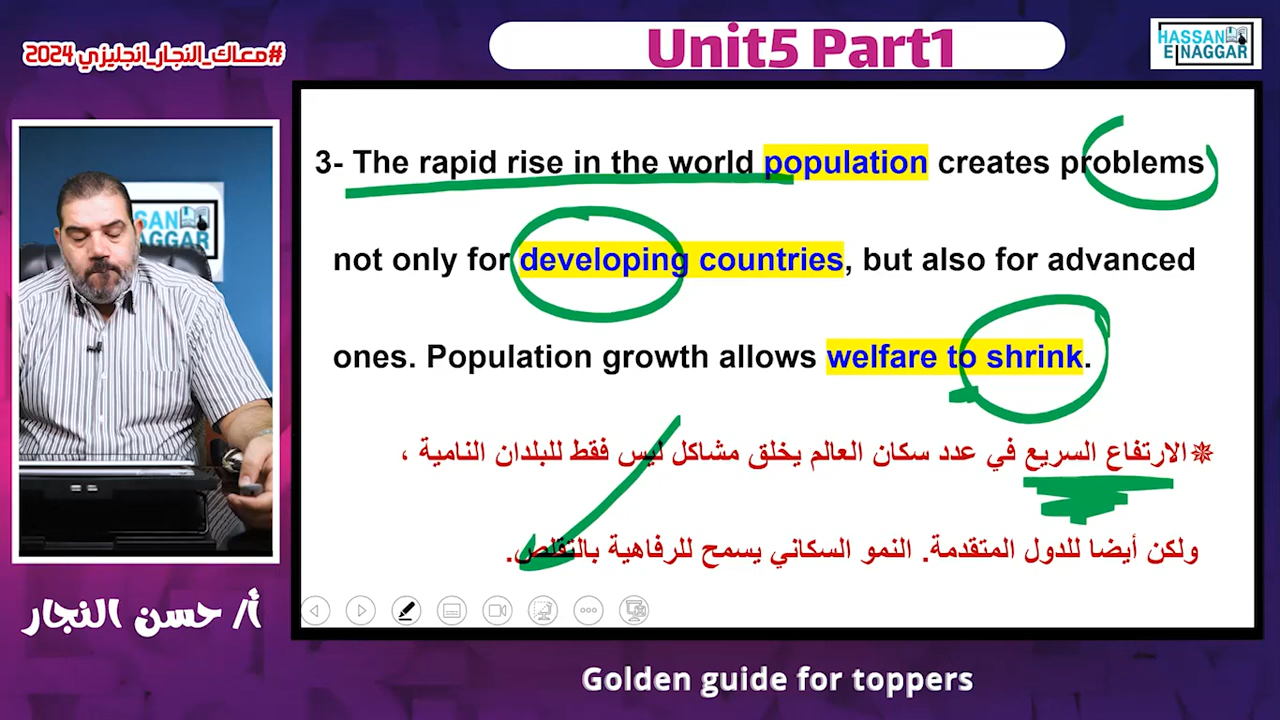 #معاك_النجار_انجليزي 2024
Unit5 Part1
HASSAN
ElNAGGAR
3- The rapid rise in the world population creates problems
not only for developing countries, but also for advanced
ones. Population growth allows welfare to shrink.
الارتفاع السريع في عدد سكان العالم يخلق مشاكل ليس فقط للبلدان النامية ،
ولكن أيضا للدول المتقدمة. النمو السكاني يسمح للرفاهية بالتقلص.
أ/ حسن النجار
Golden guide for toppers